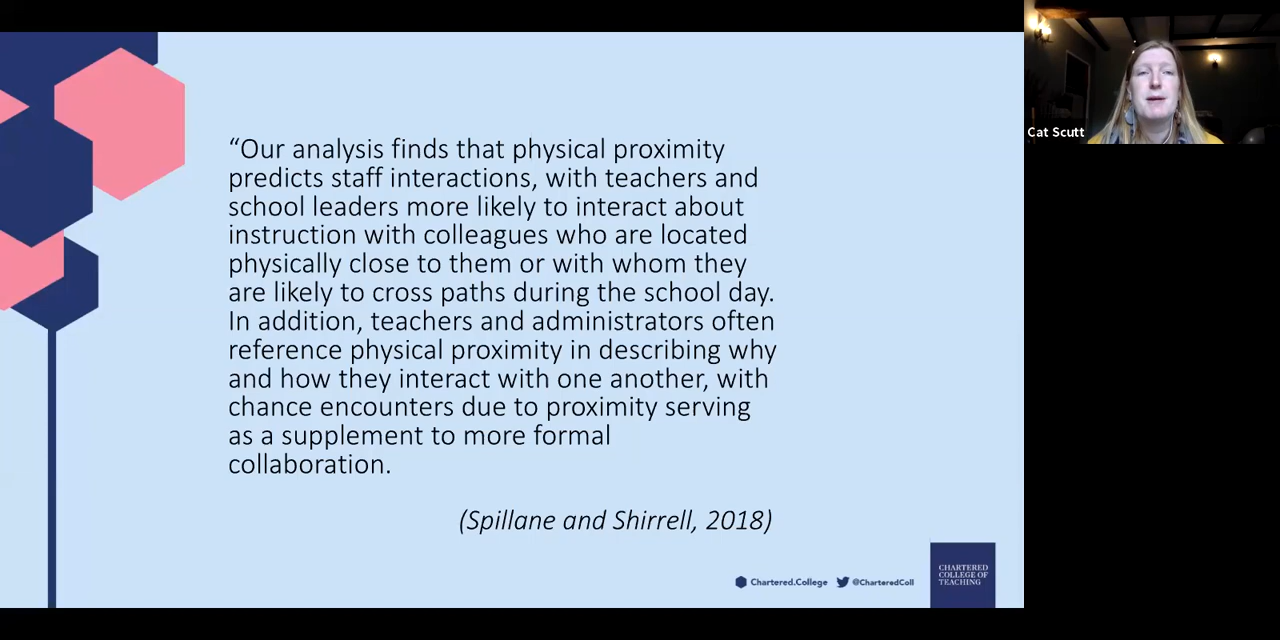 “Our analysis finds that physical proximity
predicts staff interactions, with teachers and
school leaders more likely to interact about
instruction with colleagues who are located
physically close to them or with whom they
are likely to cross paths during the school day.
In addition, teachers and administrators often
reference physical proximity in describing why
and how they interact with one another, with
chance encounters due to proximity serving
as a supplement to more formal
collaboration.
(Spillane and Shirrell, 2018)
Chartered.College @CharteredColl
CHARTERED
COLLEGE OF
TEACHING
Cat Scutt